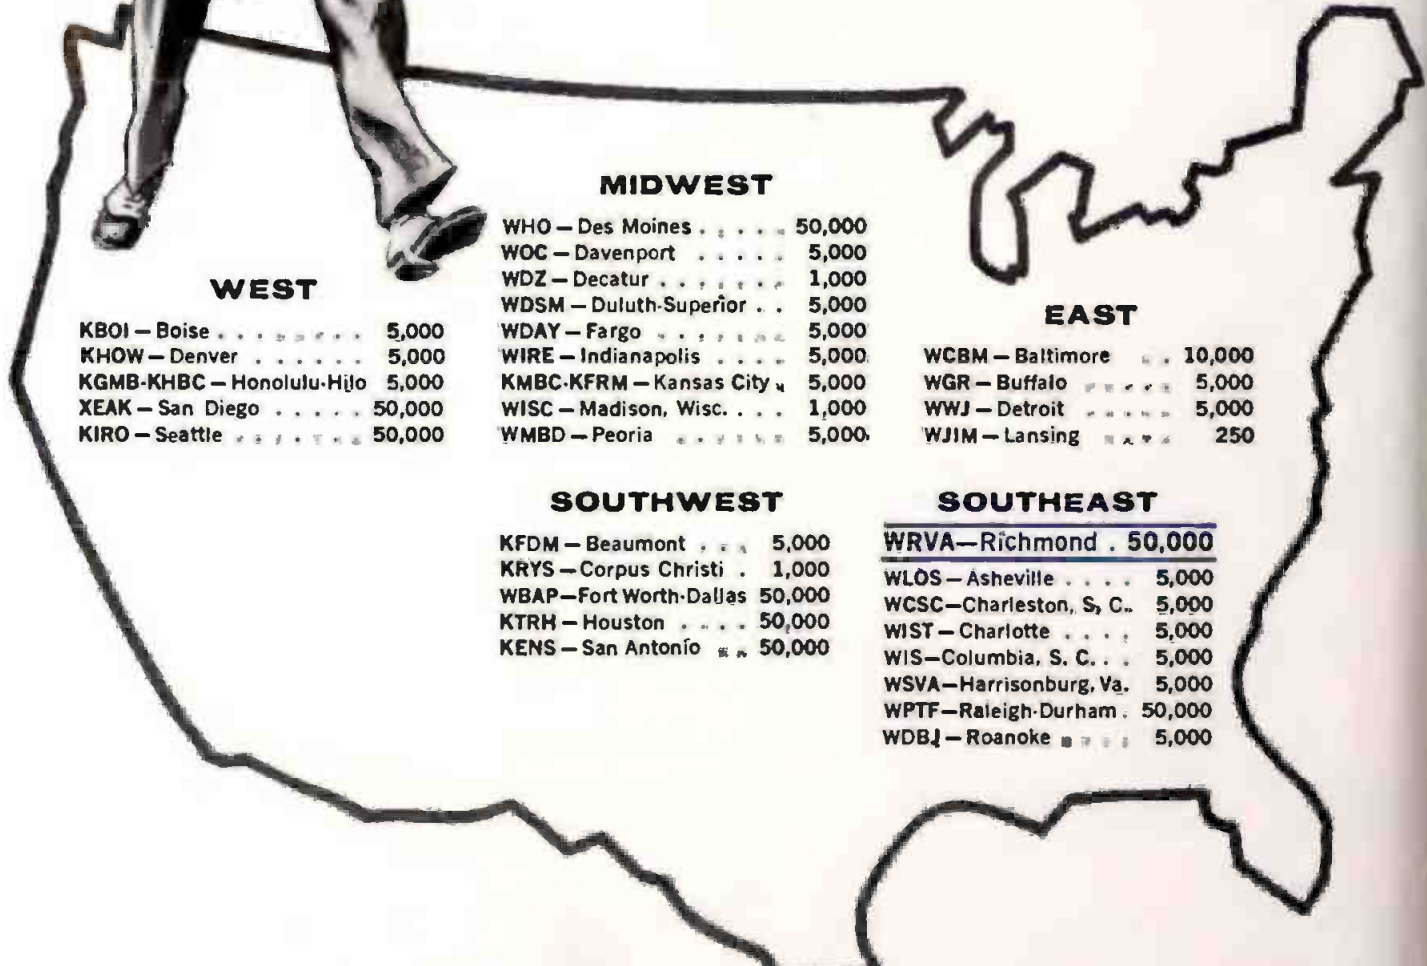 MIDWEST
WHO – Des Moines . . . . . 50,000
WOC – Davenport . . . . . 5,000
WDZ – Decatur . . . . . . . 1,000
WDSM – Duluth-Superior . . 5,000
WDAY – Fargo . . . . . . . 5,000
WIRE – Indianapolis . . . . 5,000
KMBC-KFRM – Kansas City . 5,000
WISC – Madison, Wisc. . . . 1,000
WMBD – Peoria . . . . . . 5,000
WEST
KBOI – Boise . . . . . . . . 5,000
KHOW – Denver . . . . . . 5,000
KGMB-KHBC – Honolulu-Hilo 5,000
XEAK – San Diego . . . . . 50,000
KIRO – Seattle . . . . . . . 50,000
EAST
WCBM – Baltimore . . 10,000
WGR – Buffalo . . . . . 5,000
WWJ – Detroit . . . . . 5,000
WJIM – Lansing . . . . 250
SOUTHWEST
KFDM – Beaumont . . . 5,000
KRYS – Corpus Christi . 1,000
WBAP–Fort Worth-Dallas 50,000
KTRH – Houston . . . . 50,000
KENS – San Antonio . . 50,000
SOUTHEAST
WRVA–Richmond . 50,000
WLOS – Asheville . . . . 5,000
WCSC–Charleston, S. C.. 5,000
WIST – Charlotte . . . . 5,000
WIS–Columbia, S. C. . . 5,000
WSVA–Harrisonburg, Va. 5,000
WPTF–Raleigh-Durham . 50,000
WDBJ – Roanoke . . . . 5,000